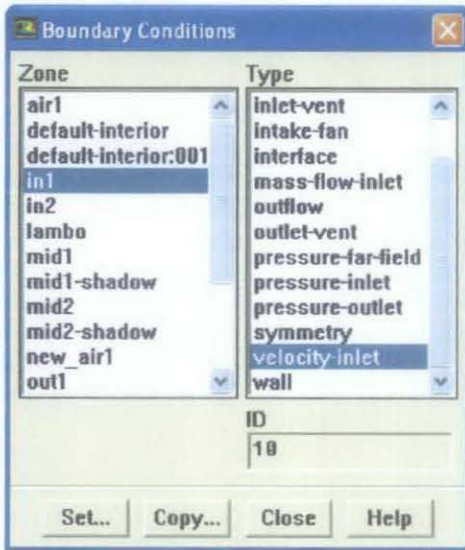 Boundary Conditions
Zone
air1
default-interior
default-interior:001
in1
in2
lambo
mid1
mid1-shadow
mid2
mid2-shadow
new_air1
out1
Type
inlet-vent
intake-fan
interface
mass-flow-inlet
outflow
outlet-vent
pressure-far-field
pressure-inlet
pressure-outlet
symmetry
velocity-inlet
wall
ID
10
Set...
Copy...
Close
Help